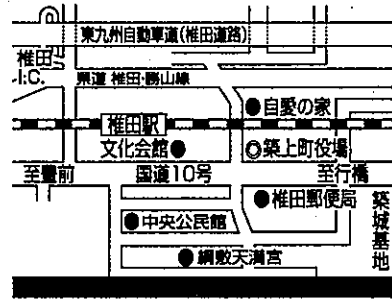 東九州自動車道(椎田道路)
椎田
I.C.
県道 椎田・勝山線
自愛の家
椎田駅
文化会館
築上町役場
至豊前
国道10号
至行橋
椎田郵便局
築城基地
中央公民館
綱敷天満宮